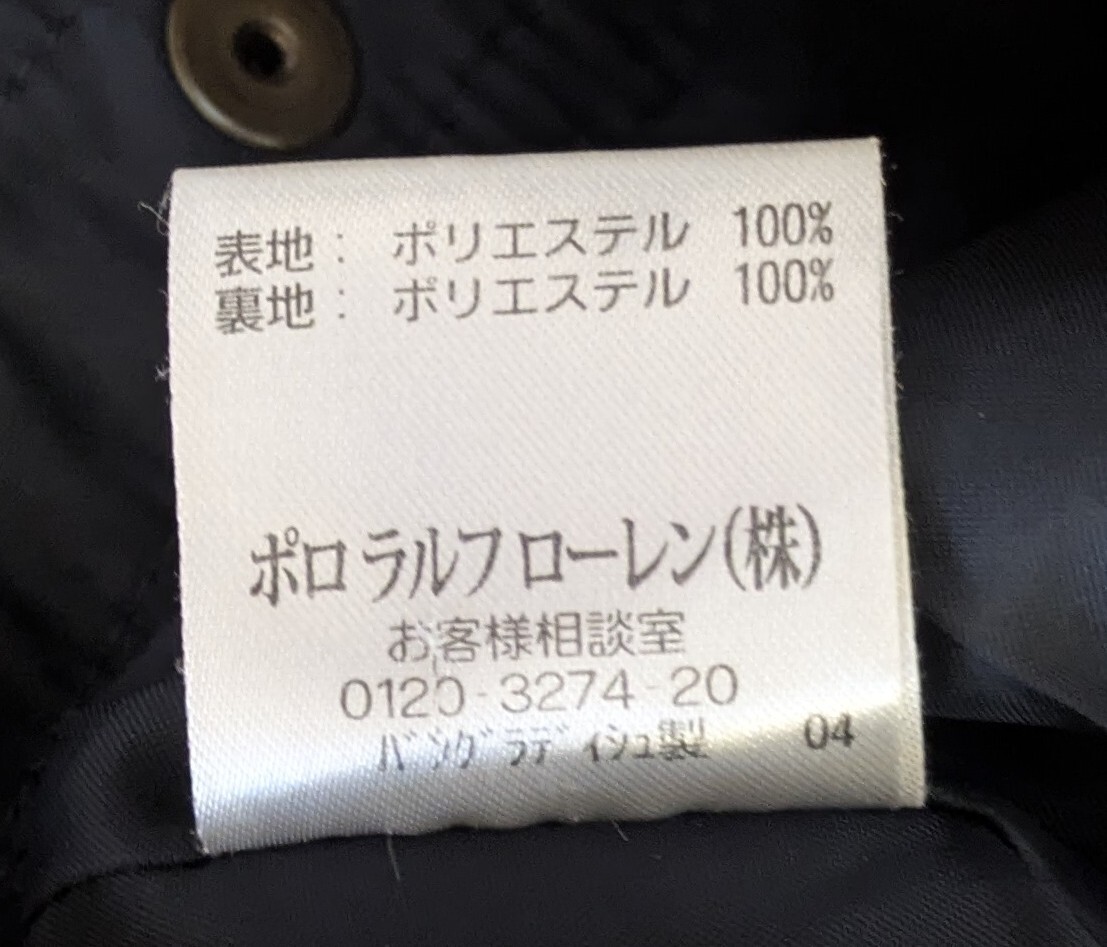 表地： ポリエステル 100%
裏地： ポリエステル 100%
ポロ ラルフ ローレン(株)
お客様相談室
0120-3274-20
ﾊﾞﾝｸﾞﾗﾃﾞｨｼｭ製 04